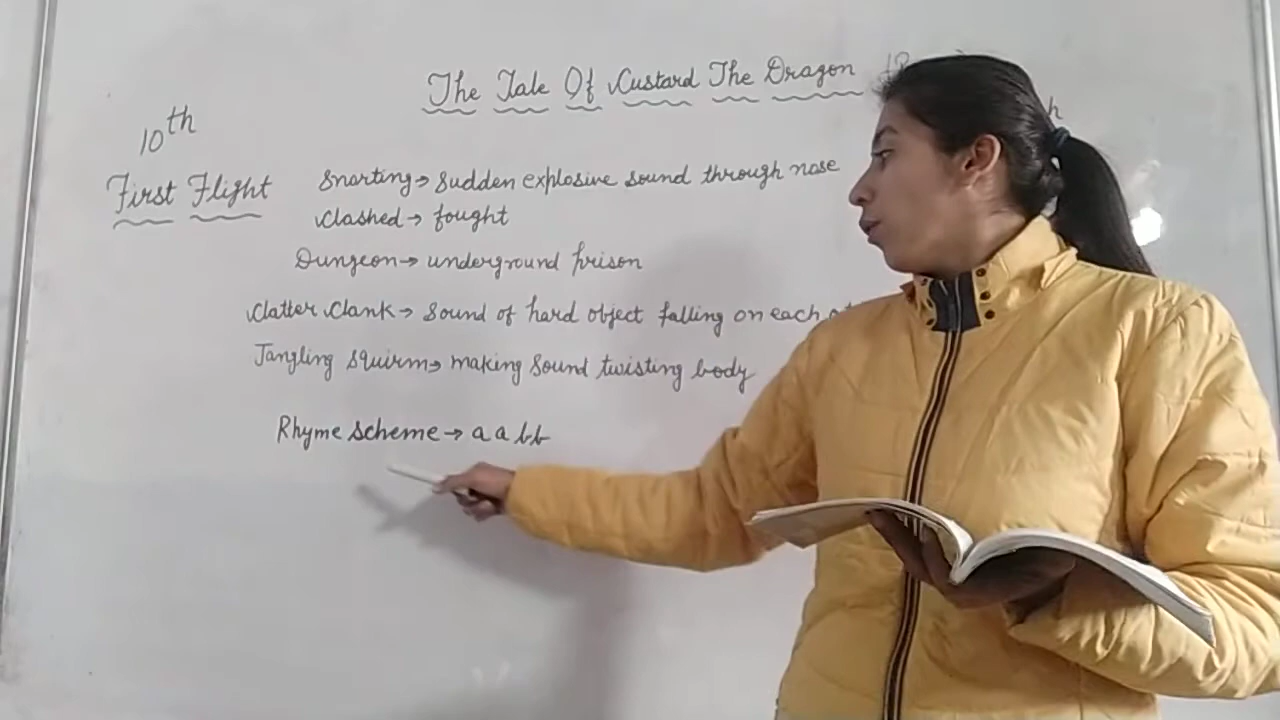 The Tale Of Custard The Dragon
10th
First Flight
Snarting → Sudden explosive sound through nose
Clashed → fought
Dungeon → underground prison
Clatter Clank → Sound of hard object falling on each
Jangling squirm → making sound twisting body
Rhyme scheme → a a b b